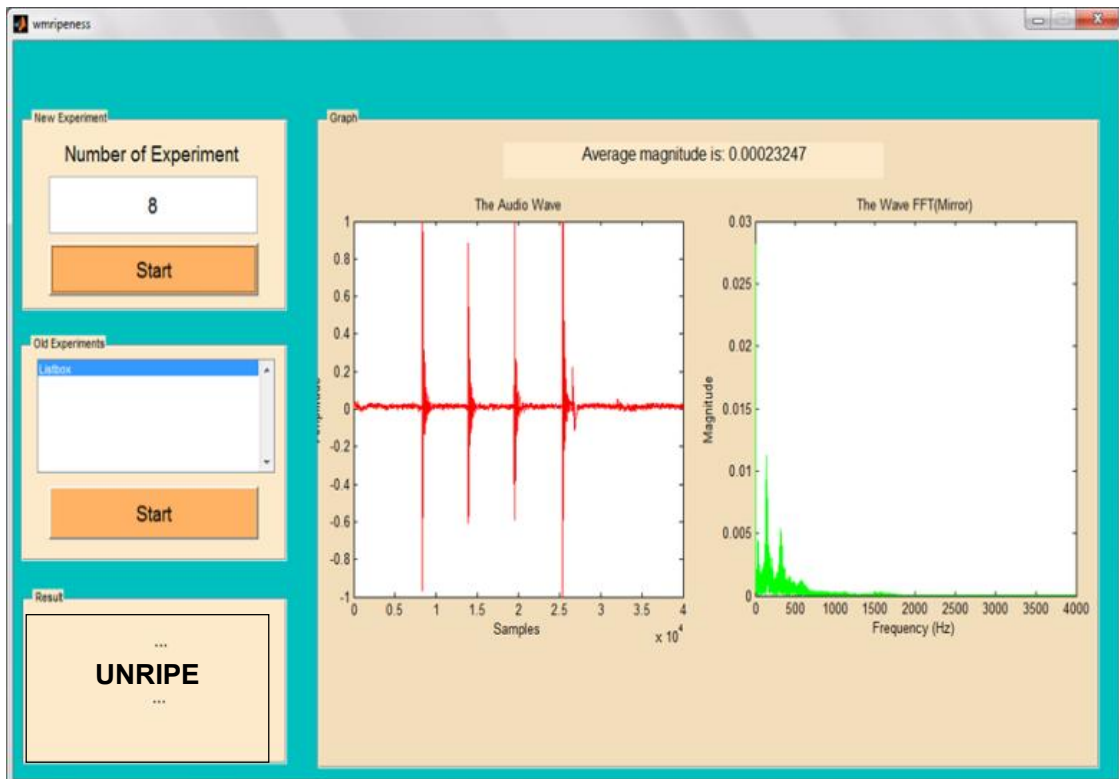 wmripeness
New Experiment
Number of Experiment
8
Start
Old Experiments
Listbox
Start
Result
...
UNRIPE
...
Graph
Average magnitude is: 0.00023247
The Audio Wave
1
0.8
0.6
0.4
0.2
0
-0.2
-0.4
-0.6
-0.8
-1
0 0.5 1 1.5 2 2.5 3 3.5 4
Samples
x 10^4
The Wave FFT(Mirror)
0.03
0.025
0.02
0.015
0.01
0.005
0
Magnitude
0 500 1000 1500 2000 2500 3000 3500 4000
Frequency (Hz)